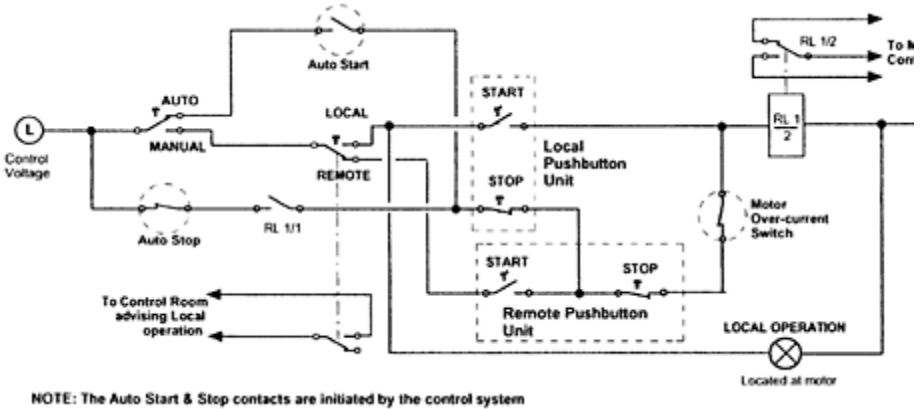 RL 1/2
To M
Cont
Auto Start
AUTO
LOCAL
START
L
RL 1
2
Control
Voltage
MANUAL
REMOTE
Local
Pushbutton
Unit
STOP
Auto Stop
RL 1/1
Motor
Over-current
Switch
START
STOP
To Control Room
advising Local
operation
Remote Pushbutton
Unit
LOCAL OPERATION
Located at motor
NOTE: The Auto Start & Stop contacts are initiated by the control system